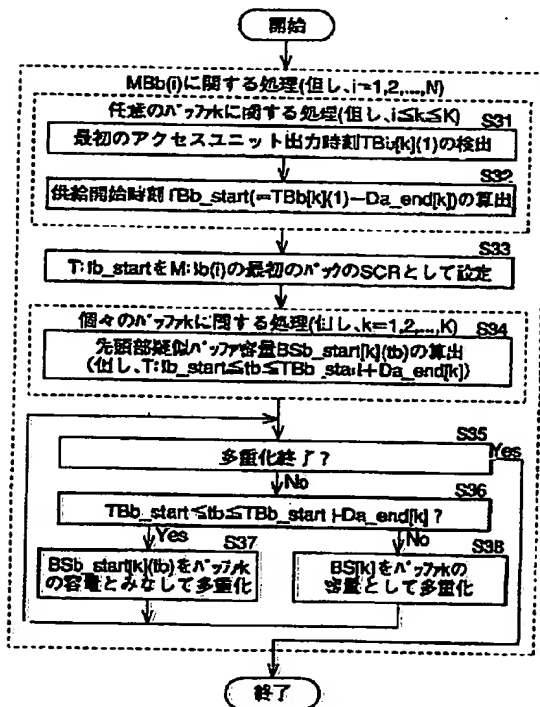 開始
MBb(i)に関する処理(但し、i=1,2,...,N)
任意のバッファkに関する処理(但し、i≦k≦K)
S31
最初のアクセスユニット出力時刻TBb[k](1)の検出
S32
供給開始時刻TBb_start(=TBb[k](1)-Da_end[k])の算出
S33
TBb_startをMBb(i)の最初のパックのSCRとして設定
個々のバッファkに関する処理(但し、k=1,2,...,K)
S34
先頭部疑似バッファ容量BSb_start[k](tb)の算出
(但し、TBb_start≦tb≦TBb_start+Da_end[k])
S35
多重化終了?
Yes
No
S36
TBb_start≦tb≦TBb_start+Da_end[k]?
Yes
No
S37
BSb_start[k](tb)をバッファk
の容量とみなして多重化
S38
BS[k]をバッファkの
容量として多重化
終了